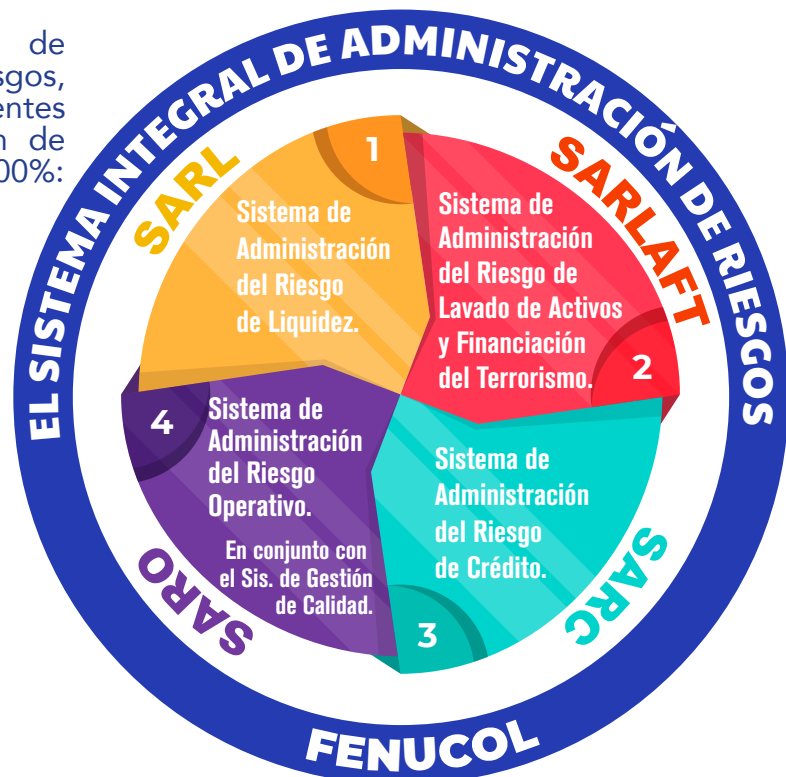 de
sgos,
entes
n de
00%:
EL SISTEMA INTEGRAL DE ADMINISTRACIÓN DE RIESGOS
SARL
1
Sistema de
Administración
del Riesgo
de Liquidez.
SARLAFT
Sistema de
Administración
del Riesgo de
Lavado de Activos
y Financiación
del Terrorismo.
2
SARC
Sistema de
Administración
del Riesgo
de Crédito.
3
SARO
4
Sistema de
Administración
del Riesgo
Operativo.
En conjunto con
el Sis. de Gestión
de Calidad.
FENUCOL